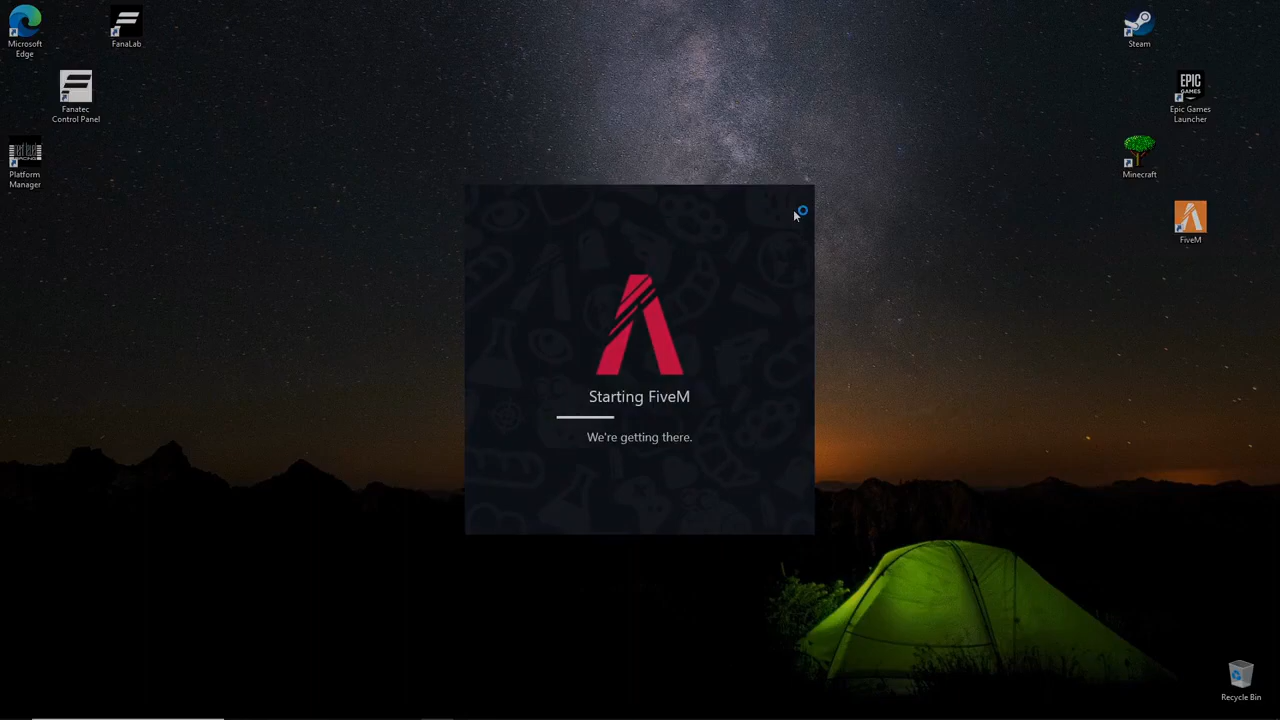 Microsoft
Edge
FanaLab
Fanatec
Control Panel
Platform
Manager
Steam
EPIC
GAMES
Epic Games
Launcher
Minecraft
FiveM
Starting FiveM
We're getting there.
Recycle Bin